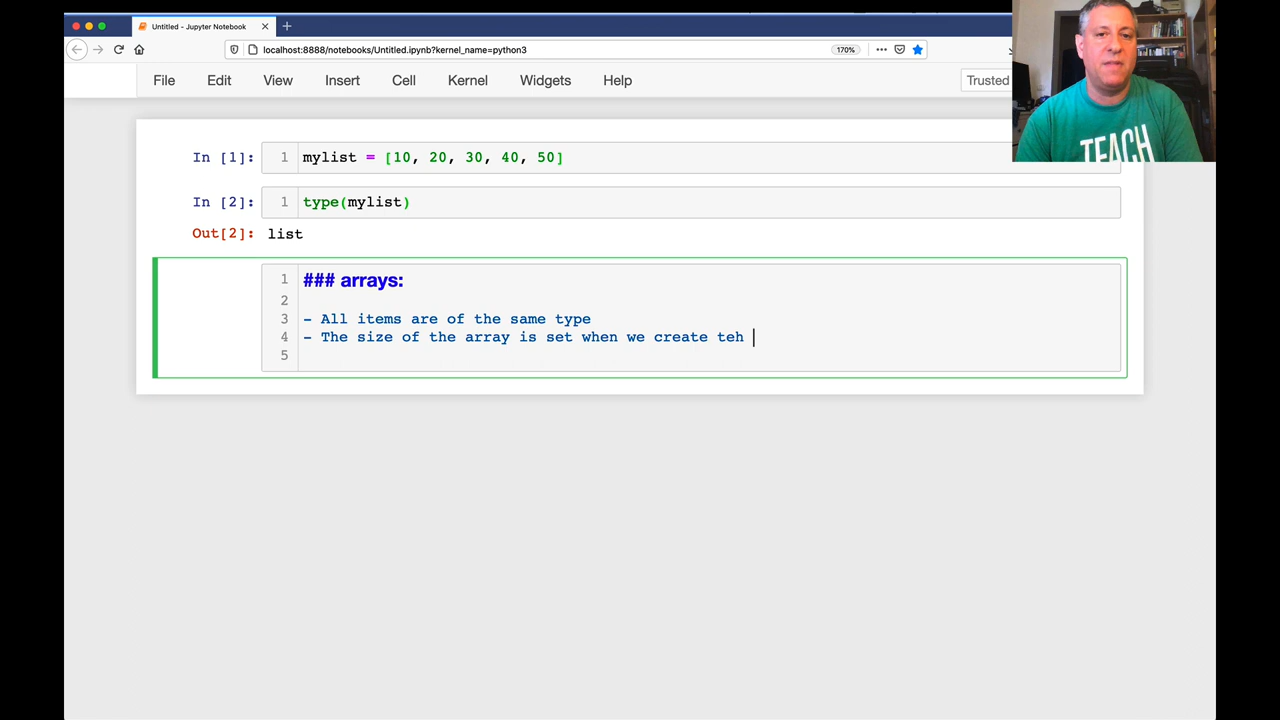 Untitled - Jupyter Notebook
localhost:8888/notebooks/Untitled.ipynb?kernel_name=python3
170%
File Edit View Insert Cell Kernel Widgets Help
Trusted
In [1]: 1 mylist = [10, 20, 30, 40, 50]
In [2]: 1 type(mylist)
Out[2]: list
1 ### arrays:
2
3 - All items are of the same type
4 - The size of the array is set when we create teh
5
TEACH